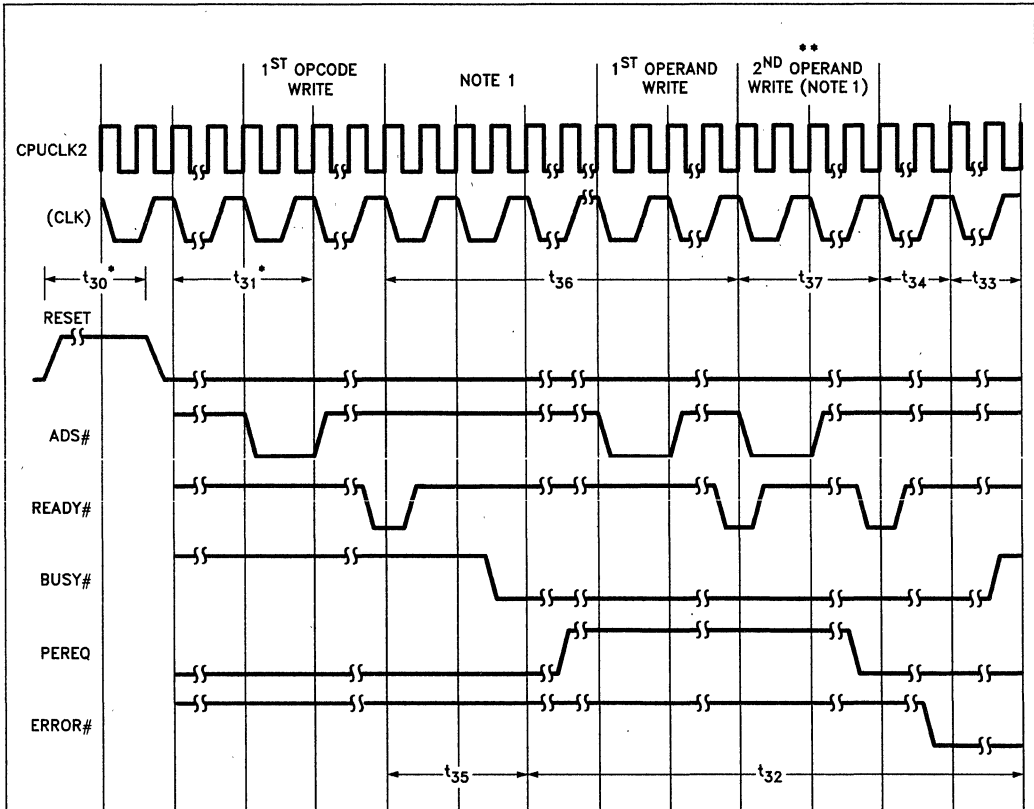 **
1ST OPCODE
WRITE
NOTE 1
1ST OPERAND
WRITE
2ND OPERAND
WRITE (NOTE 1)
CPUCLK2
(CLK)
t30*
t31*
t36
t37
t34
t33
RESET
ADS#
READY#
BUSY#
PEREQ
ERROR#
t35
t32